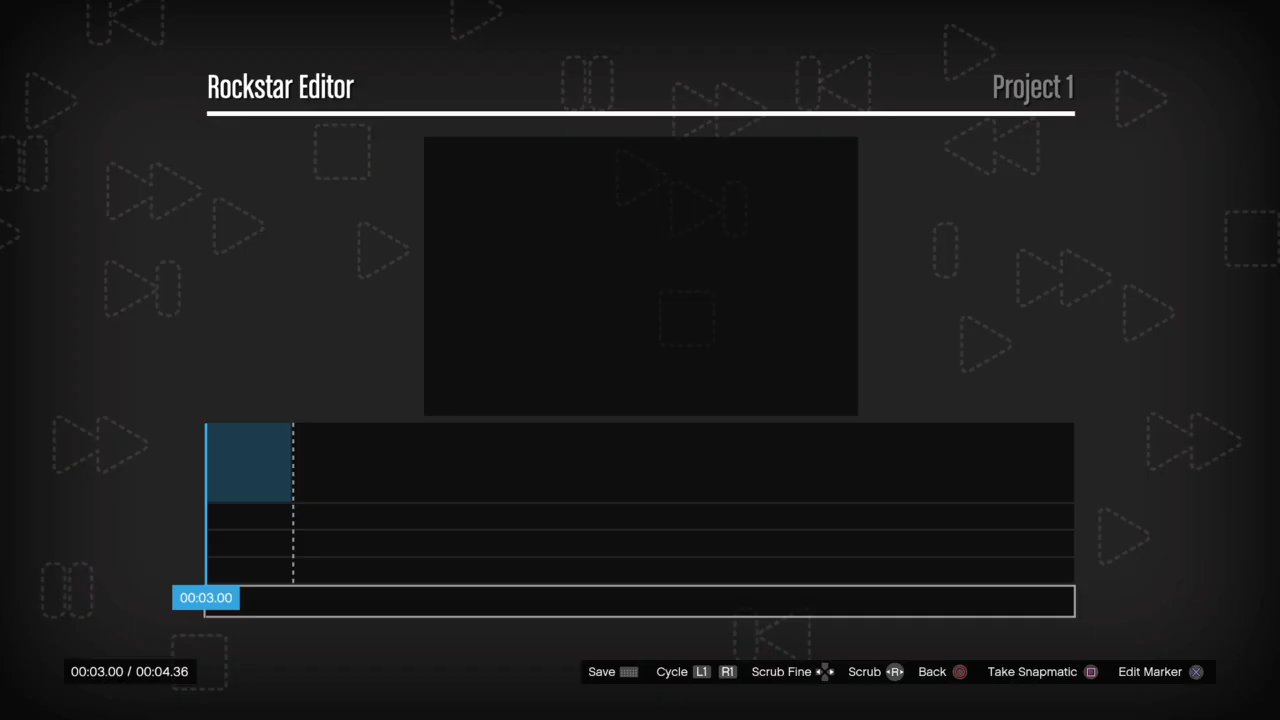 Rockstar Editor
Project 1
00:03.00
00:03.00 / 00:04.36
Save Cycle L1 R1 Scrub Fine Scrub R Back Take Snapmatic Edit Marker